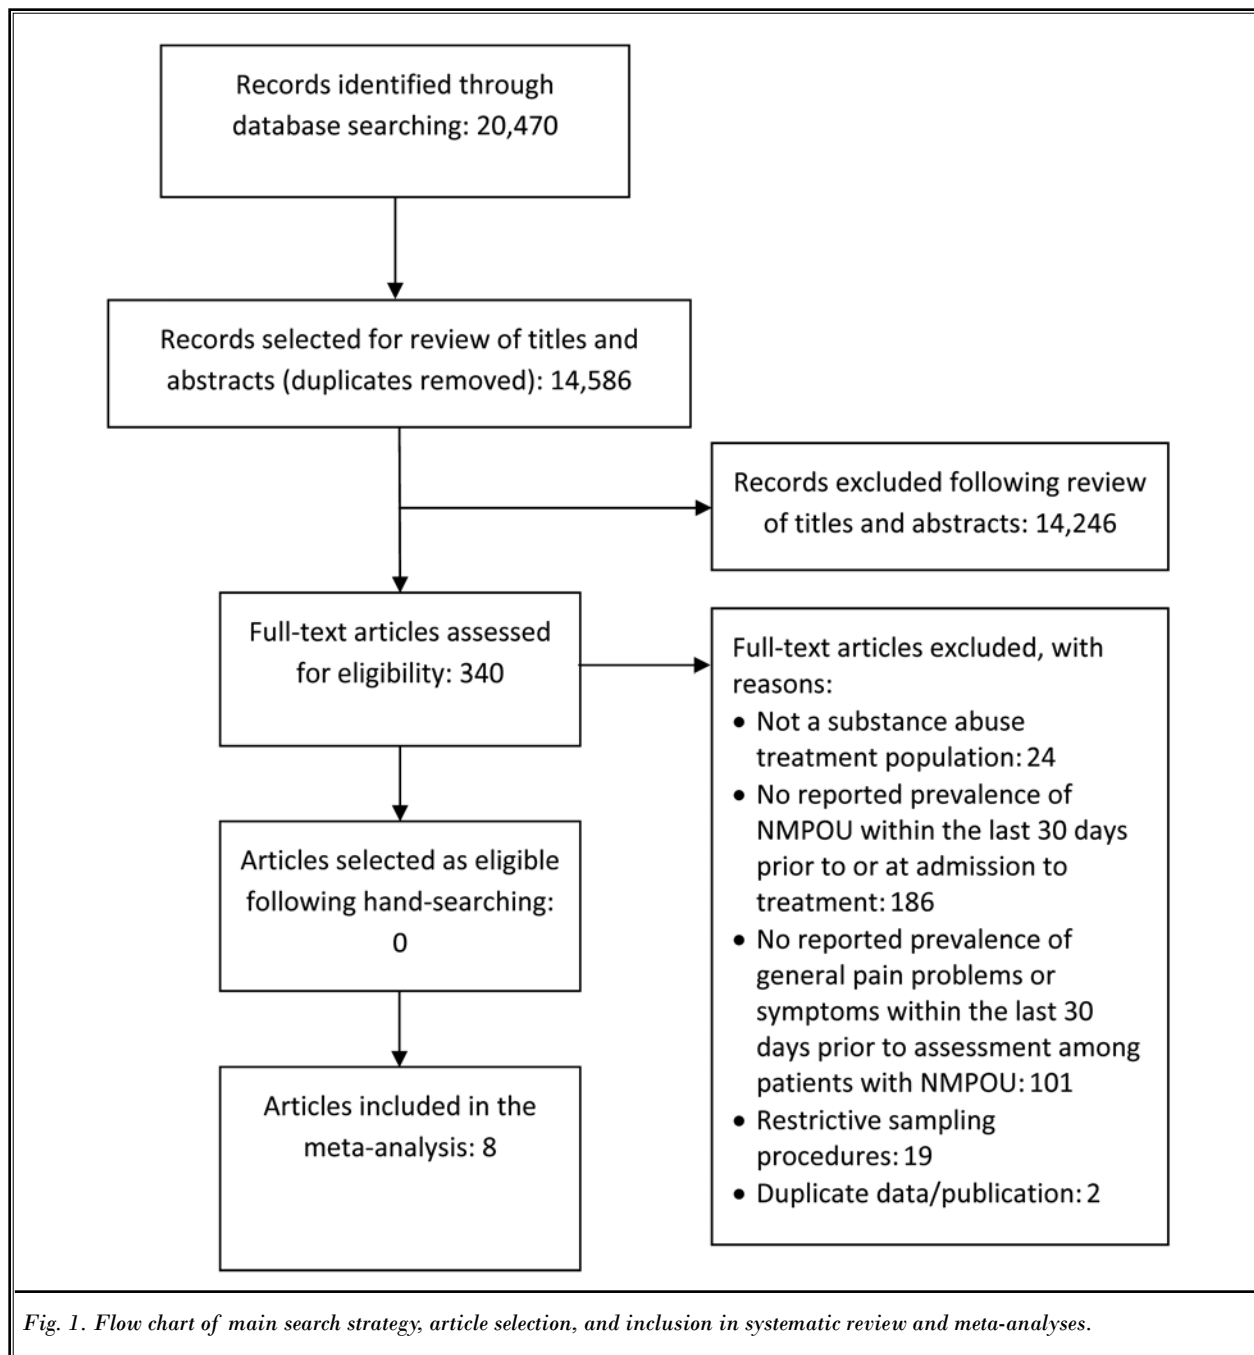 Records identified through
database searching: 20,470
Records selected for review of titles and
abstracts (duplicates removed): 14,586
Records excluded following review
of titles and abstracts: 14,246
Full-text articles assessed
for eligibility: 340
Full-text articles excluded, with
reasons:
• Not a substance abuse
treatment population: 24
• No reported prevalence of
NMPOU within the last 30 days
prior to or at admission to
treatment: 186
• No reported prevalence of
general pain problems or
symptoms within the last 30
days prior to assessment among
patients with NMPOU: 101
• Restrictive sampling
procedures: 19
• Duplicate data/publication: 2
Articles selected as eligible
following hand-searching:
0
Articles included in the
meta-analysis: 8
Fig. 1. Flow chart of main search strategy, article selection, and inclusion in systematic review and meta-analyses.